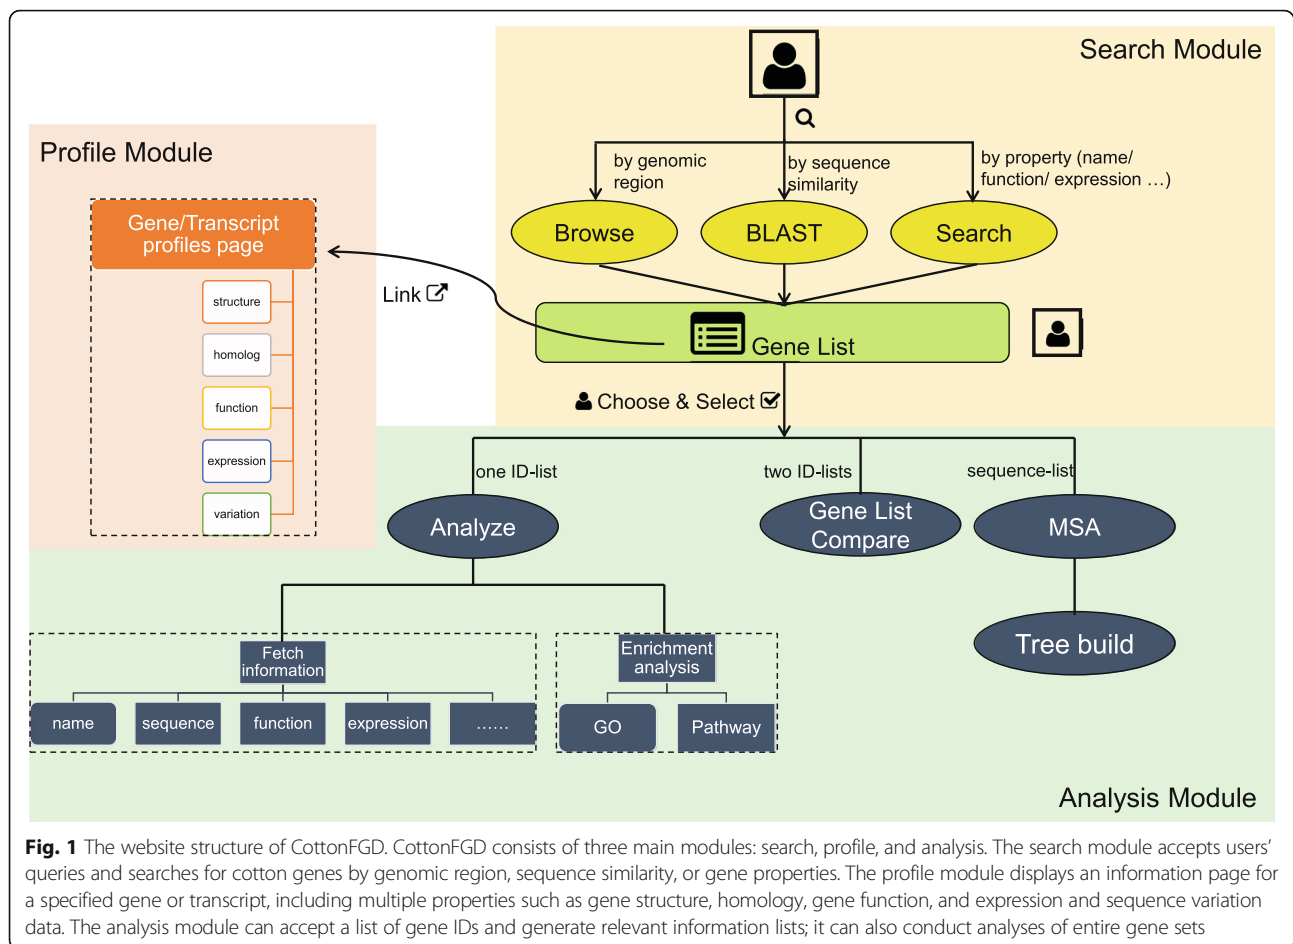 Search Module
by genomic
region
by sequence
similarity
by property (name/
function/ expression ...)
Browse
BLAST
Search
Profile Module
Gene/Transcript
profiles page
structure
homolog
function
expression
variation
Link
Gene List
Choose & Select
one ID-list
two ID-lists
sequence-list
Analyze
Gene List
Compare
MSA
Tree build
Fetch
information
name
sequence
function
expression
......
Enrichment
analysis
GO
Pathway
Analysis Module
Fig. 1 The website structure of CottonFGD. CottonFGD consists of three main modules: search, profile, and analysis. The search module accepts users’
queries and searches for cotton genes by genomic region, sequence similarity, or gene properties. The profile module displays an information page for
a specified gene or transcript, including multiple properties such as gene structure, homology, gene function, and expression and sequence variation
data. The analysis module can accept a list of gene IDs and generate relevant information lists; it can also conduct analyses of entire gene sets